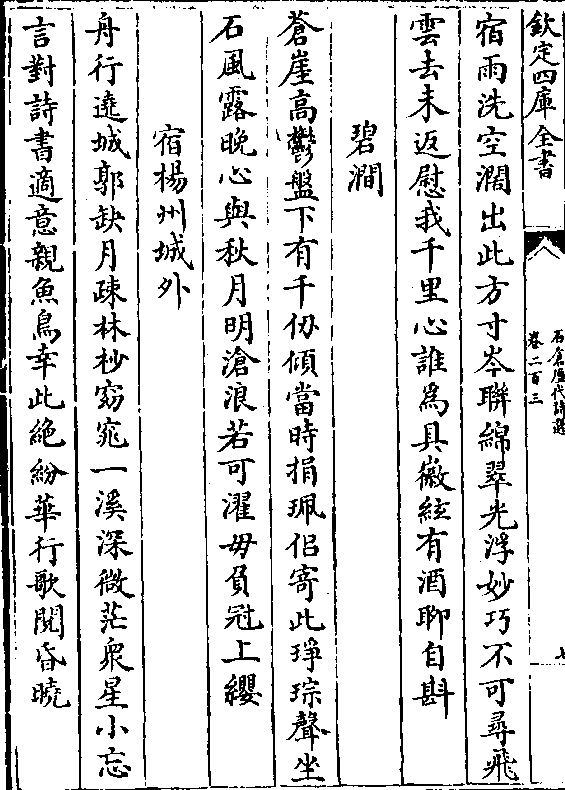 欽定四庫全書
石倉歷代詩選
卷二百三
七
宿雨洗空濶出此方寸岑聯綿翠光浮妙巧不可尋飛
雲去未返慰我千里心誰為具徽絃有酒聊自斟
碧澗
蒼崖高鬱盤下有千仞傾當時捐珮侣寄此琤琮聲坐
石風露晚心與秋月明滄浪若可濯毋負冠上纓
宿楊州城外
舟行遶城郭缺月疎林杪窈窕一溪深微茫衆星小忘
言對詩書適意親魚鳥幸此絶紛華行歌閱昏曉